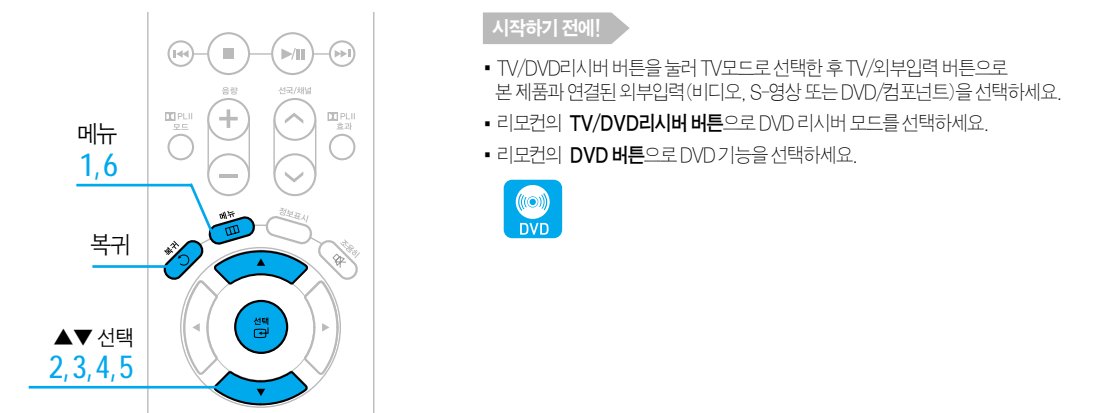 음량
선국/채널
PLII
모드
PLII
효과
메뉴
1,6
메뉴
정보표시
조용히
복귀
복귀
선택
▲▼ 선택
2,3,4,5
시작하기 전에!
▪ TV/DVD리시버 버튼을 눌러 TV모드로 선택한 후 TV/외부입력 버튼으로
본 제품과 연결된 외부입력(비디오, S-영상 또는 DVD/컴포넌트)을 선택하세요.
▪ 리모컨의 TV/DVD리시버 버튼으로 DVD 리시버 모드를 선택하세요.
▪ 리모컨의 DVD 버튼으로 DVD 기능을 선택하세요.
DVD